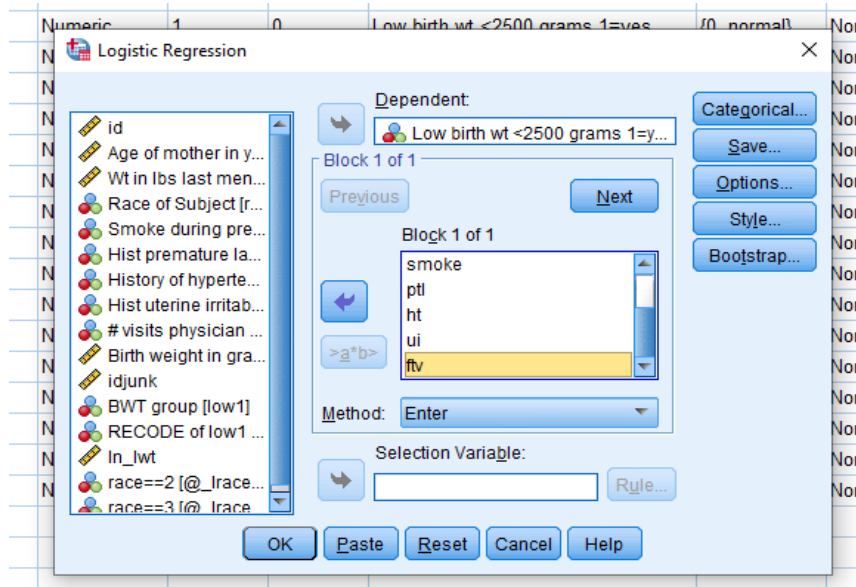 Numeric 1 0 Low birth wt <2500 grams 1=yes {0, normal} Nor
Logistic Regression
Dependent:
Low birth wt <2500 grams 1=y...
Block 1 of 1
Previous
Next
Block 1 of 1
smoke
ptl
ht
ui
ftv
>a*b>
Method: Enter
Selection Variable:
Rule...
id
Age of mother in y...
Wt in lbs last men...
Race of Subject [r...
Smoke during pre...
Hist premature la...
History of hyperte...
Hist uterine irritab...
# visits physician ...
Birth weight in gra...
idjunk
BWT group [low1]
RECODE of low1 ...
ln_lwt
race==2 [@_Irace...
race==3 [@_Irace
Categorical...
Save...
Options...
Style...
Bootstrap...
OK
Paste
Reset
Cancel
Help